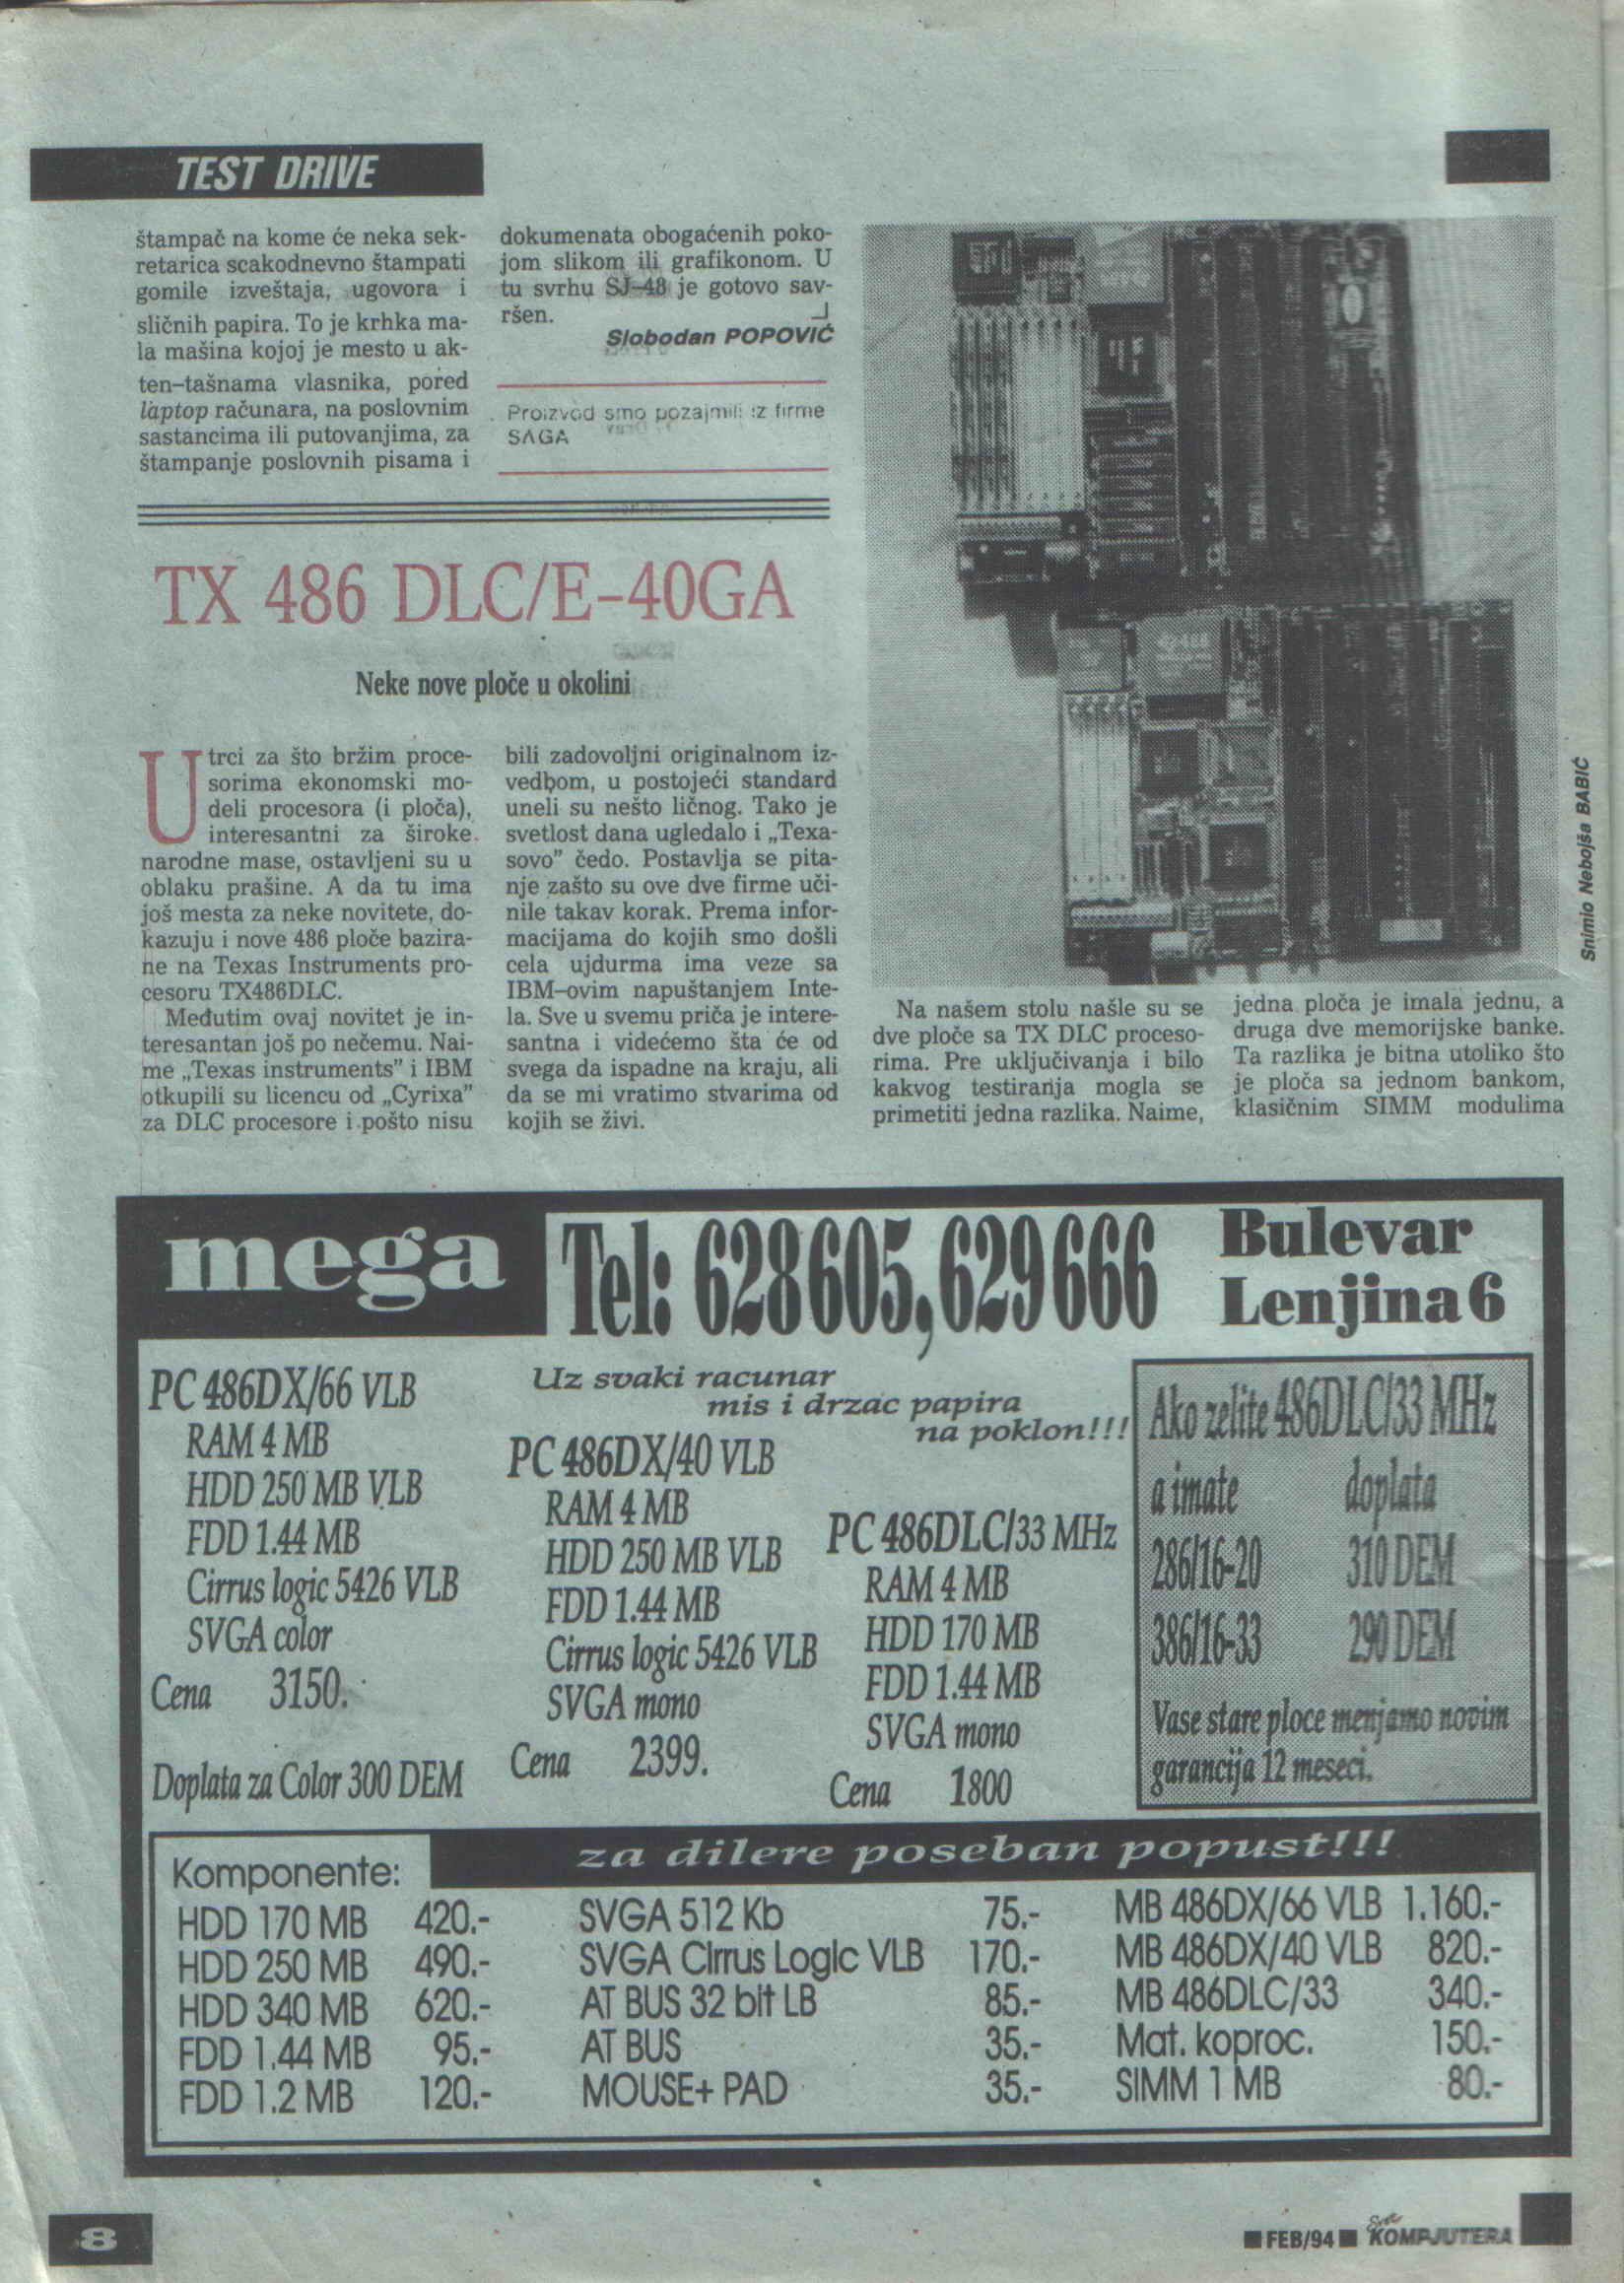 TEST DRIVE
štampač na kome će neka sek-
retarica scakodnevno štampati
gomile izveštaja, ugovora i
sličnih papira. To je krhka ma-
la mašina kojoj je mesto u ak-
ten-tašnama vlasnika, pored
laptop računara, na poslovnim
sastancima ili putovanjima, za
štampanje poslovnih pisama i
dokumenata obogaćenih poko-
jom slikom ili grafikonom. U
tu svrhu SJ-48 je gotovo sav-
ršen.
Slobodan POPOVIĆ
Proizvod smo pozajmili iz firme
SAGA
TX 486 DLC/E-40GA
Neke nove ploče u okolini
U trci za što bržim proce-
sorima ekonomski mo-
deli procesora (i ploča),
interesantni za široke
narodne mase, ostavljeni su u
oblaku prašine. A da tu ima
još mesta za neke novitete, do-
kazuju i nove 486 ploče bazira-
ne na Texas Instruments pro-
cesoru TX486DLC.
Međutim ovaj novitet je in-
teresantan još po nečemu. Nai-
me „Texas instruments” i IBM
otkupili su licencu od „Cyrixa”
za DLC procesore i pošto nisu
bili zadovoljni originalnom iz-
vedbom, u postojeći standard
uneli su nešto ličnog. Tako je
svetlost dana ugledalo i „Texa-
sovo” čedo. Postavlja se pita-
nje zašto su ove dve firme uči-
nile takav korak. Prema infor-
macijama do kojih smo došli
cela ujdurma ima veze sa
IBM-ovim napuštanjem Inte-
la. Sve u svemu priča je intere-
santna i videćemo šta će od
svega da ispadne na kraju, ali
da se mi vratimo stvarima od
kojih se živi.
Snimio Nebojša BABIĆ
Na našem stolu našle su se
dve ploče sa TX DLC proceso-
rima. Pre uključivanja i bilo
kakvog testiranja mogla se
primetiti jedna razlika. Naime,
jedna ploča je imala jednu, a
druga dve memorijske banke.
Ta razlika je bitna utoliko što
je ploča sa jednom bankom,
klasičnim SIMM modulima
mega
Tel: 628605, 629666
Bulevar
Lenjina 6
PC 486DX/66 VLB
RAM 4 MB
HDD 250 MB VLB
FDD 1.44 MB
Cirrus logic 5426 VLB
SVGA color
Cena 3150.
Doplata za Color 300 DEM
Uz svaki racunar
mis i drzac papira
na poklon!!!
PC 486DX/40 VLB
RAM 4 MB
HDD 250 MB VLB
FDD 1.44 MB
Cirrus logic 5426 VLB
SVGA mono
Cena 2399.
PC 486DLC/33 MHz
RAM 4 MB
HDD 170 MB
FDD 1.44 MB
SVGA mono
Cena 1800
Ako zelite 486DLC/33 MHz
a imate doplata
286/16-20 310 DEM
386/16-33 290 DEM
Vase stare ploce menjamo novim
garancija 12 meseci.
za dilere poseban popust!!!
Komponente:
HDD 170 MB 420.-
HDD 250 MB 490.-
HDD 340 MB 620.-
FDD 1.44 MB 95.-
FDD 1.2 MB 120.-
SVGA 512 Kb 75.-
SVGA Cirrus Logic VLB 170.-
AT BUS 32 bit LB 85.-
AT BUS 35.-
MOUSE+ PAD 35.-
MB 486DX/66 VLB 1.160.-
MB 486DX/40 VLB 820.-
MB 486DLC/33 340.-
Mat. koproc. 150.-
SIMM 1 MB 80.-
8
FEB/94
Svet KOMPJUTERA